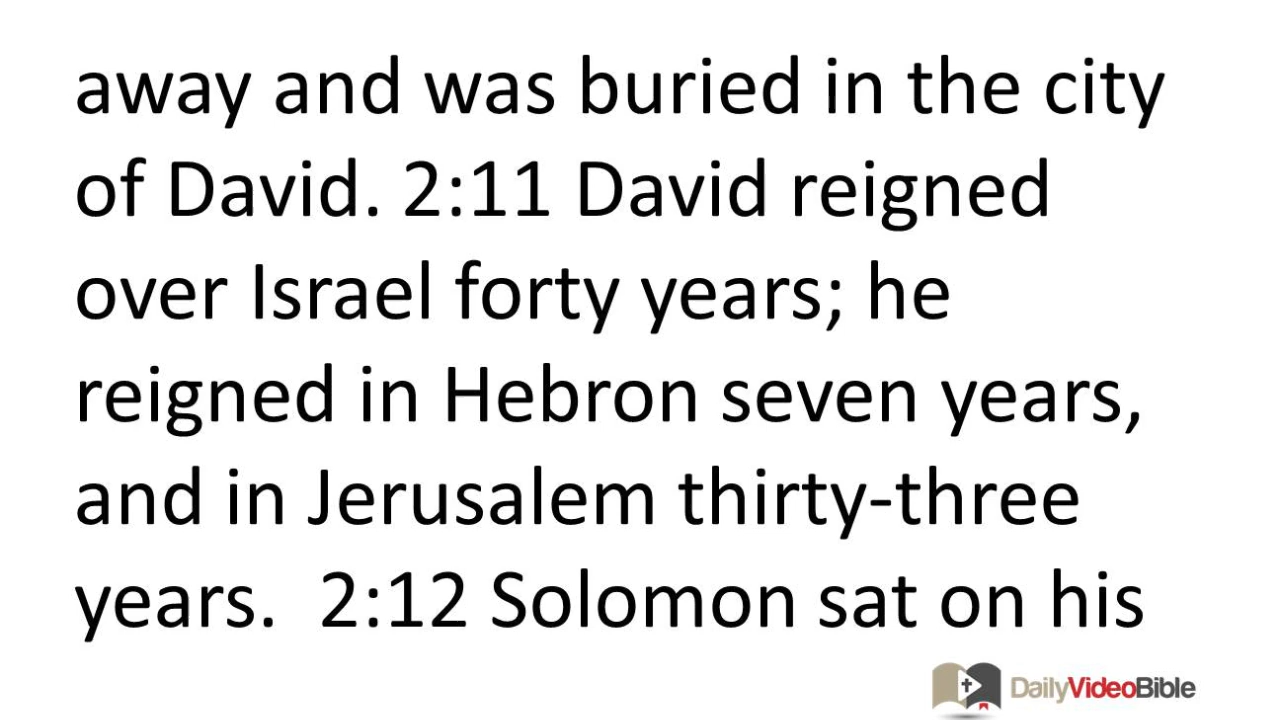 away and was buried in the city
of David. 2:11 David reigned
over Israel forty years; he
reigned in Hebron seven years,
and in Jerusalem thirty-three
years.  2:12 Solomon sat on his
DailyVideoBible